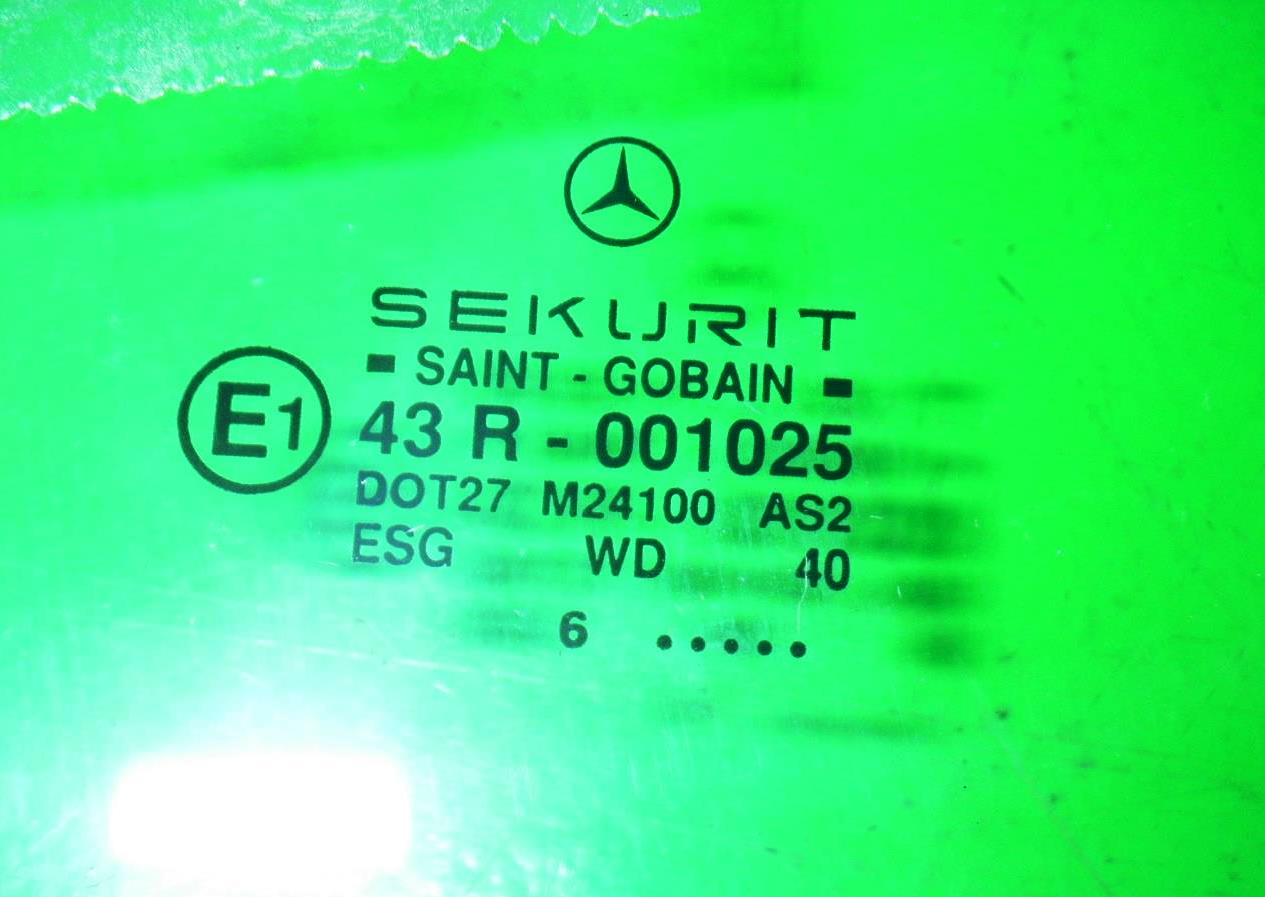 SEKURIT
SAINT - GOBAIN
E1 43 R - 001025
DOT27 M24100 AS2
ESG WD 40
6 .....